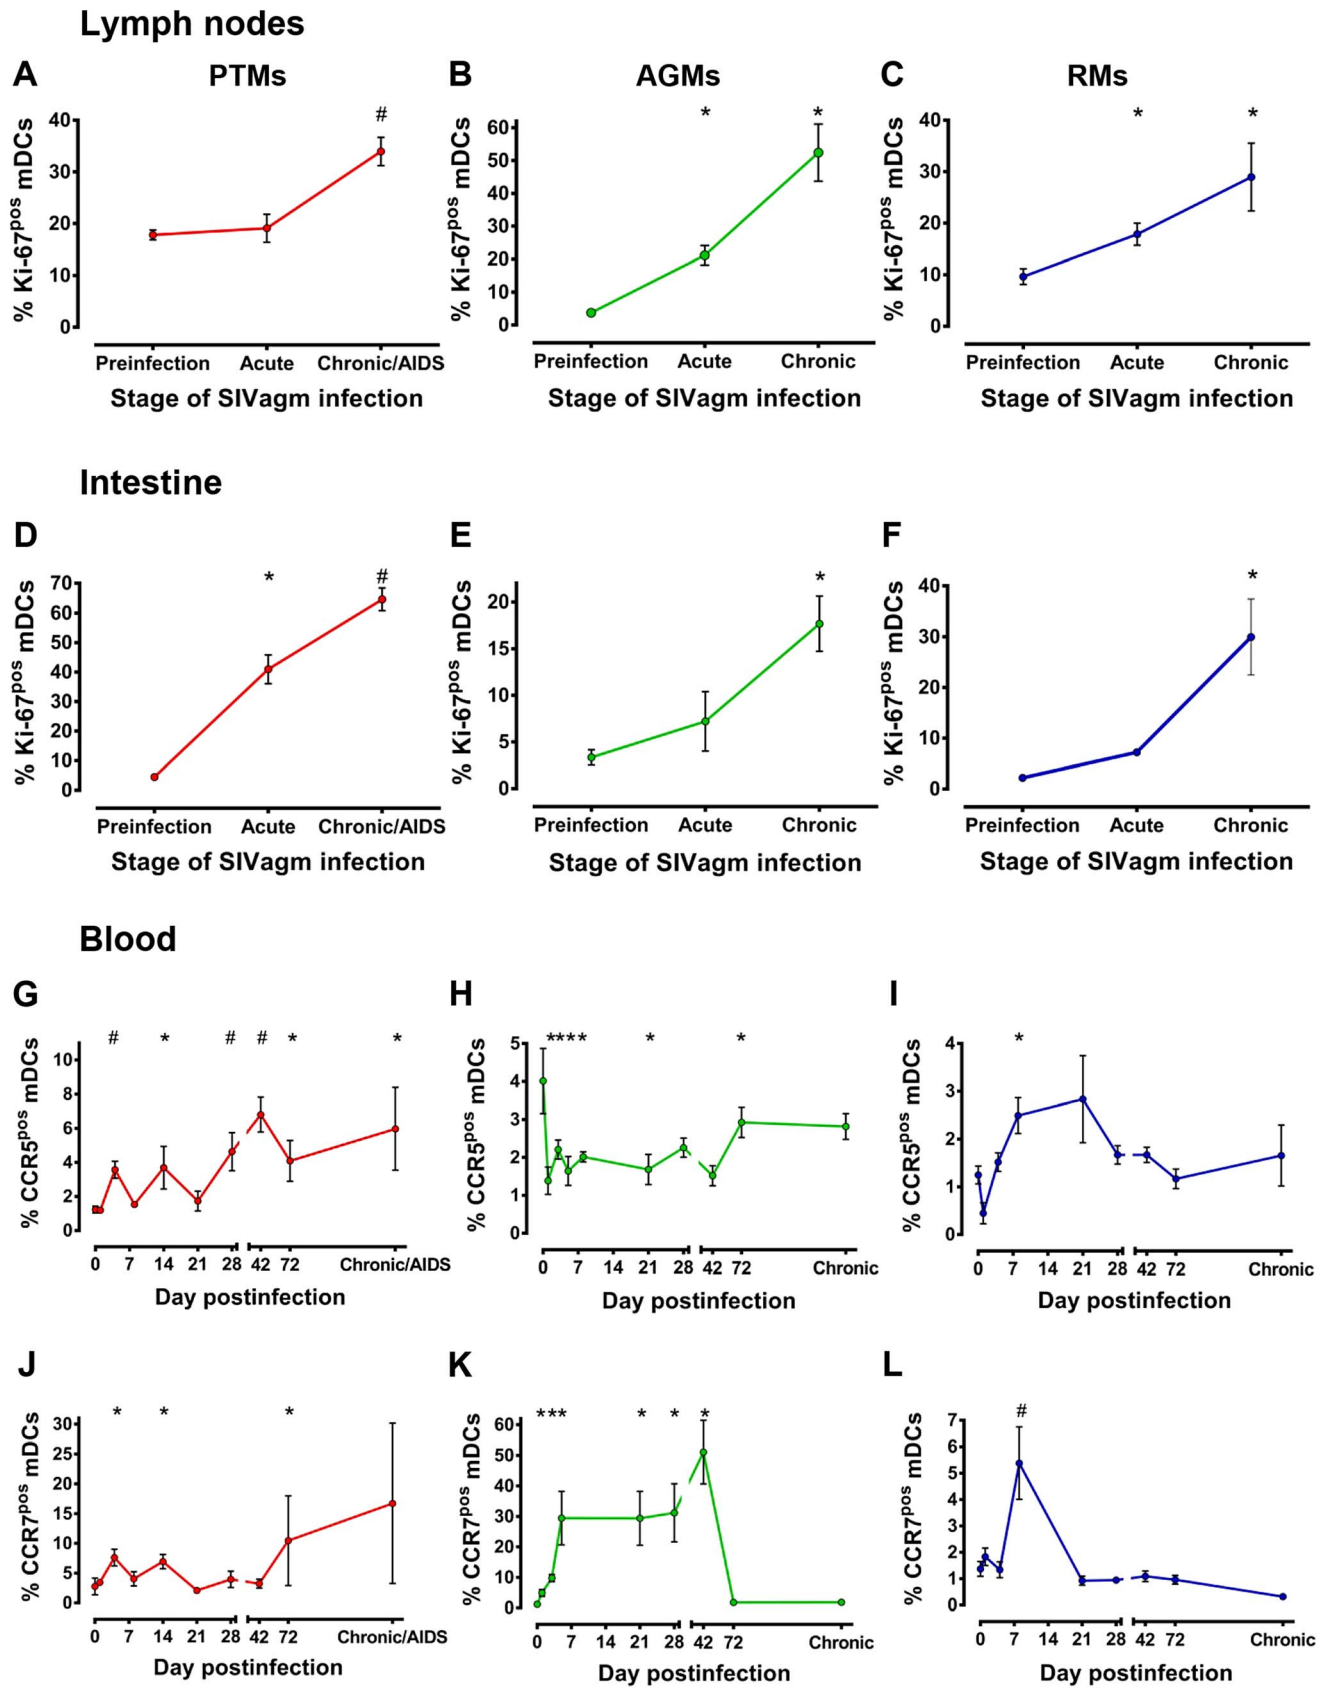 Lymph nodes
A PTMs B AGMs C RMs
# * * * *
% Ki-67pos mDCs
40
30
20
10
0
Preinfection Acute Chronic/AIDS
Stage of SIVagm infection
% Ki-67pos mDCs
60
50
40
30
20
10
0
Preinfection Acute Chronic
Stage of SIVagm infection
% Ki-67pos mDCs
40
30
20
10
0
Preinfection Acute Chronic
Stage of SIVagm infection
Intestine
D E F
* # * *
% Ki-67pos mDCs
70
60
50
40
30
20
10
0
Preinfection Acute Chronic/AIDS
Stage of SIVagm infection
% Ki-67pos mDCs
20
15
10
5
0
Preinfection Acute Chronic
Stage of SIVagm infection
% Ki-67pos mDCs
40
30
20
10
0
Preinfection Acute Chronic
Stage of SIVagm infection
Blood
G
# * # # * *
% CCR5pos mDCs
10
8
6
4
2
0
0 7 14 21 28 42 72 Chronic/AIDS
Day postinfection
H
**** * *
% CCR5pos mDCs
5
4
3
2
1
0
0 7 14 21 28 42 72 Chronic
Day postinfection
I
*
% CCR5pos mDCs
4
3
2
1
0
0 7 14 21 28 42 72 Chronic
Day postinfection
J
* * *
% CCR7pos mDCs
30
25
20
15
10
5
0
0 7 14 21 28 42 72 Chronic/AIDS
Day postinfection
K
*** * * *
% CCR7pos mDCs
60
50
40
30
20
10
0
0 7 14 21 28 42 72 Chronic
Day postinfection
L
#
% CCR7pos mDCs
7
6
5
4
3
2
1
0
0 7 14 21 28 42 72 Chronic
Day postinfection